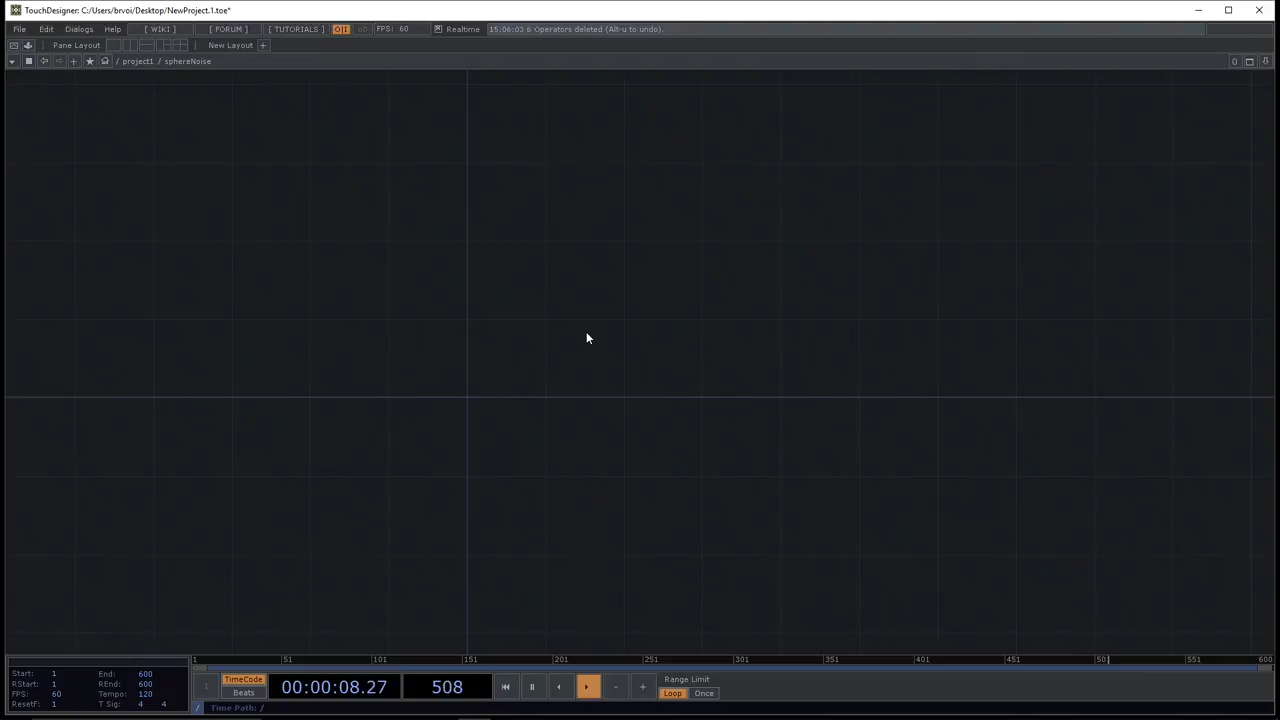 TouchDesigner: C:/Users/brvoi/Desktop/NewProject.1.toe*
File Edit Dialogs Help [ WIKI ] [ FORUM ] [ TUTORIALS ] O|I FPS: 60 Realtime 15:06:03 6 Operators deleted (Alt-u to undo).
Pane Layout New Layout +
/ project1 / sphereNoise 0
1 51 101 151 201 251 301 351 401 451 501 551 600
Start: 1 End: 600
RStart: 1 REnd: 600
FPS: 60 Tempo: 120
ResetF: 1 T Sig: 4 4
TimeCode
Beats
00:00:08.27 508
- +
Range Limit
Loop Once
/ Time Path: /